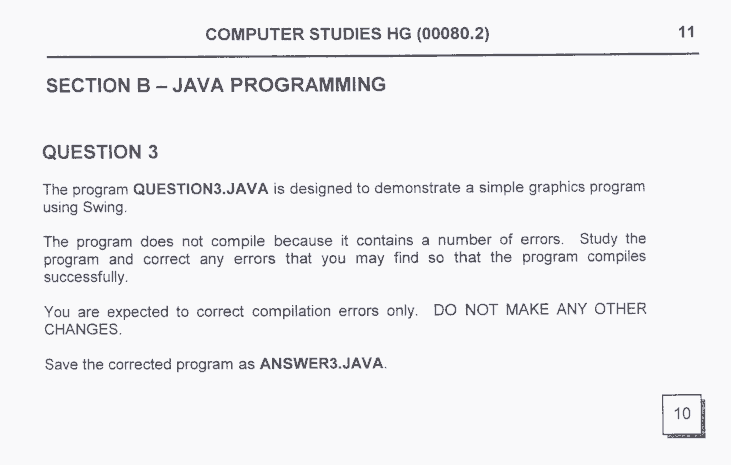 COMPUTER STUDIES HG (00080.2) 11
SECTION B – JAVA PROGRAMMING
QUESTION 3
The program QUESTION3.JAVA is designed to demonstrate a simple graphics program
using Swing.
The program does not compile because it contains a number of errors. Study the
program and correct any errors that you may find so that the program compiles
successfully.
You are expected to correct compilation errors only. DO NOT MAKE ANY OTHER
CHANGES.
Save the corrected program as ANSWER3.JAVA.
10